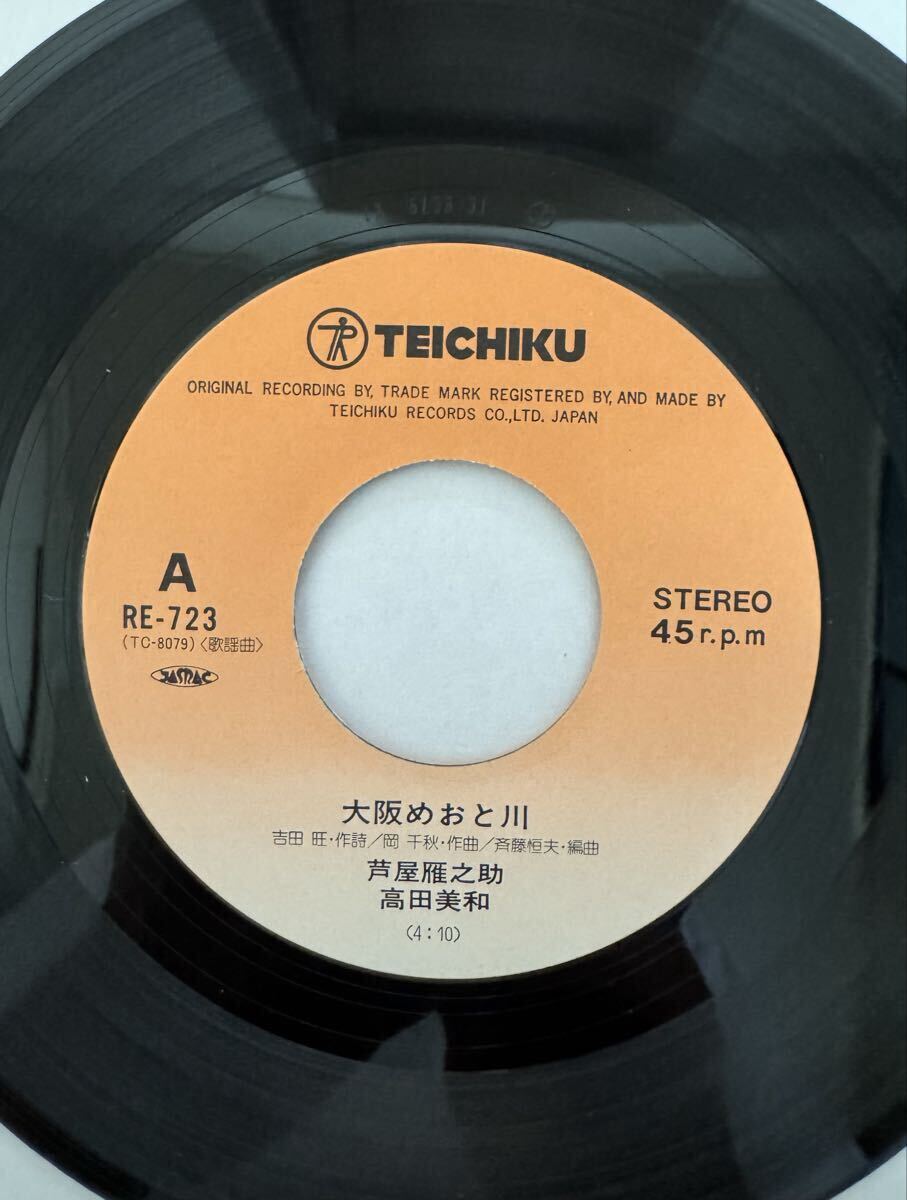 TEICHIKU
ORIGINAL RECORDING BY, TRADE MARK REGISTERED BY, AND MADE BY
TEICHIKU RECORDS CO.,LTD. JAPAN
A
RE-723
(TC-8079)〈歌謡曲〉
JASRAC
STEREO
45 r.p.m
大阪めおと川
吉田 旺・作詩／岡 千秋・作曲／斉藤恒夫・編曲
芦屋雁之助
高田美和
(4:10)